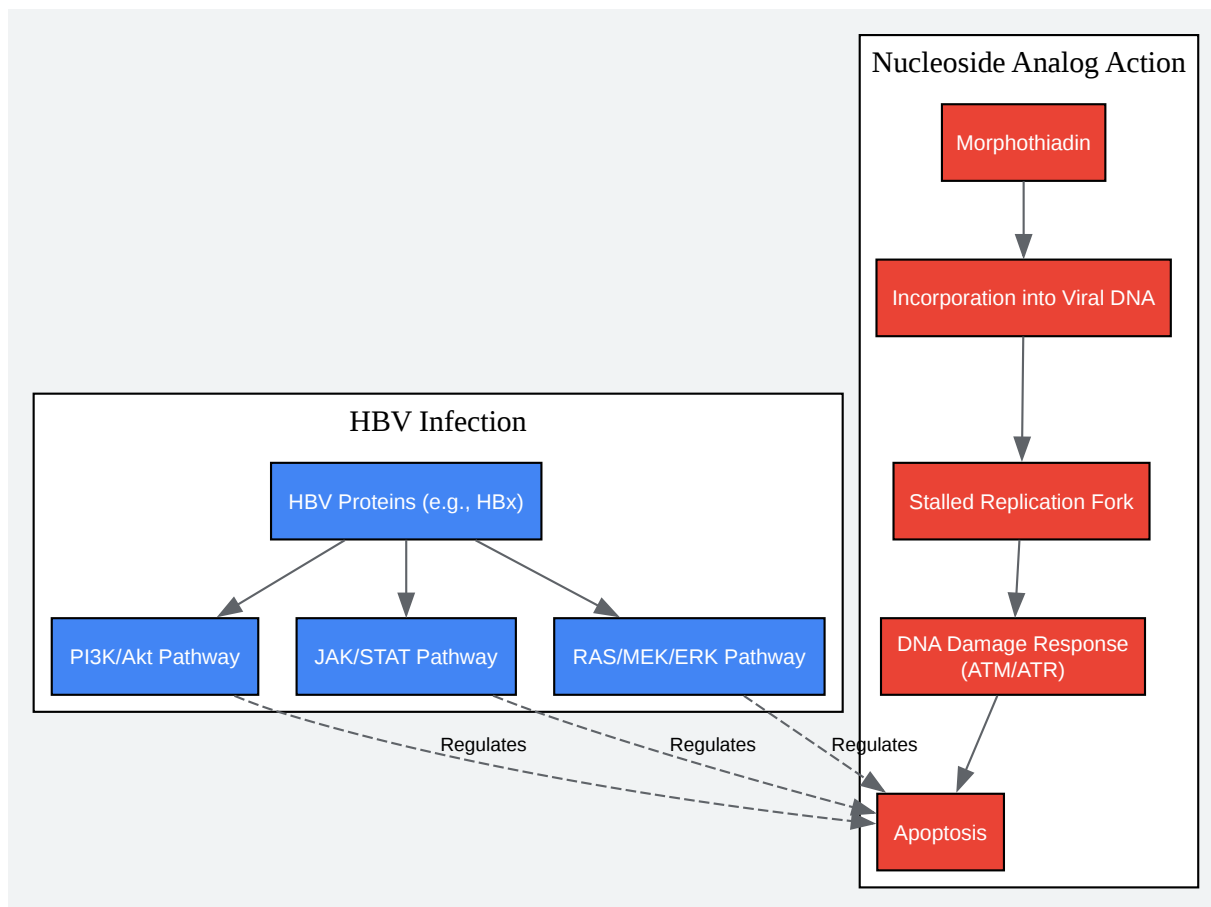 Nucleoside Analog Action
Morphothiadin
Incorporation into Viral DNA
Stalled Replication Fork
DNA Damage Response
(ATM/ATR)
Apoptosis
HBV Infection
HBV Proteins (e.g., HBx)
PI3K/Akt Pathway
JAK/STAT Pathway
RAS/MEK/ERK Pathway
Regulates
Regulates
Regulates